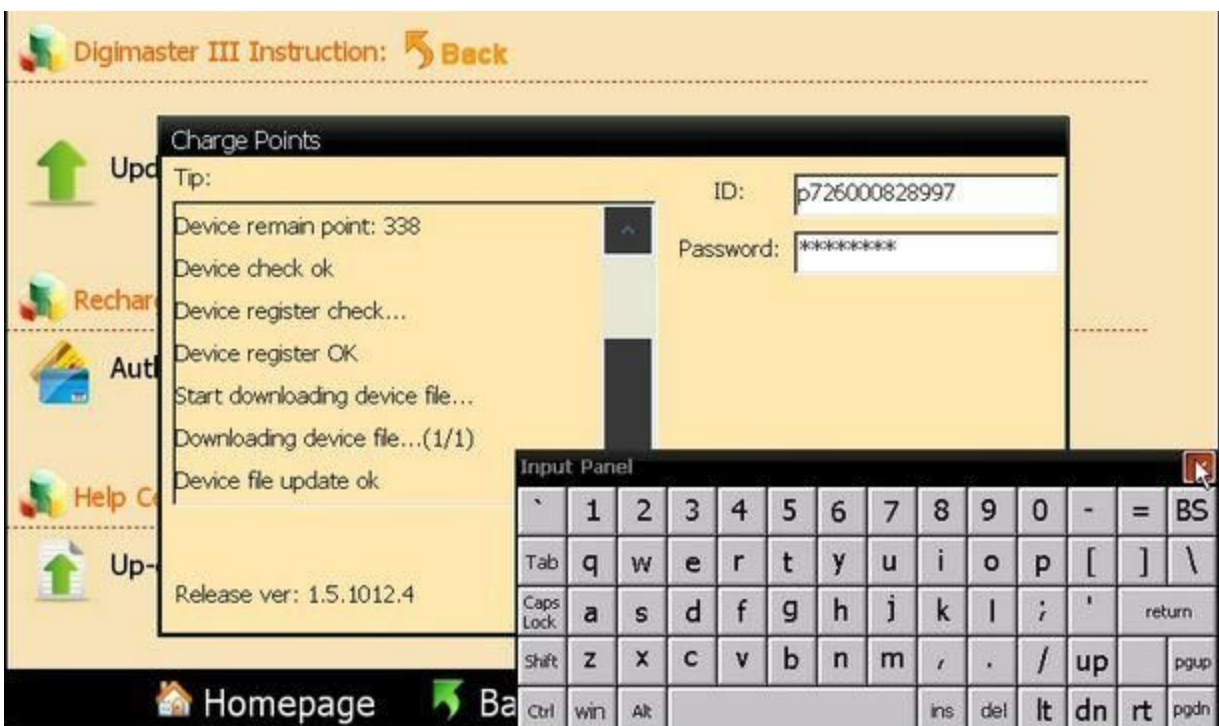 Digimaster III Instruction: Back
Charge Points
Upd
Tip:
ID: p726000828997
Device remain point: 338
Password: *********
Device check ok
Rechar
Device register check...
Device register OK
Auth
Start downloading device file...
Downloading device file...(1/1)
Input Panel
Device file update ok
Help Ce
` 1 2 3 4 5 6 7 8 9 0 - = BS
Up-
Tab q w e r t y u i o p [ ] \
Release ver: 1.5.1012.4
Caps Lock a s d f g h j k l ; ' return
Shift z x c v b n m , . / up pgup
Homepage Ba
Ctrl win Alt ins del lt dn rt pgdn